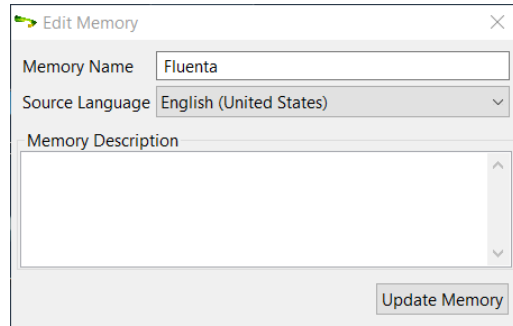 Edit Memory
Memory Name Fluenta
Source Language English (United States)
Memory Description
Update Memory